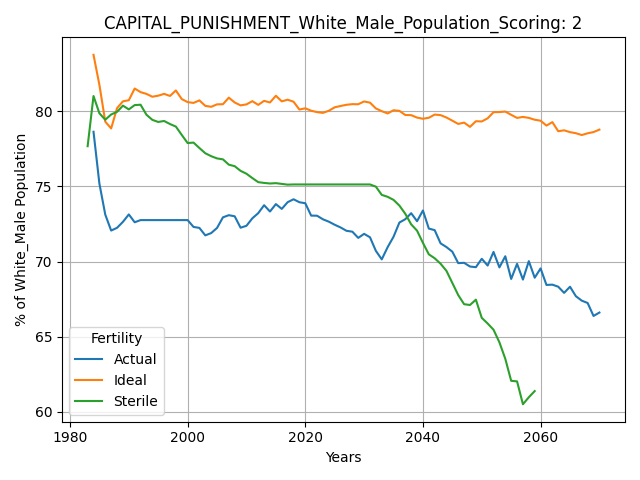 CAPITAL_PUNISHMENT_White_Male_Population_Scoring: 2
% of White_Male Population
80
75
70
65
60
Fertility
Actual
Ideal
Sterile
1980
2000
2020
2040
2060
Years